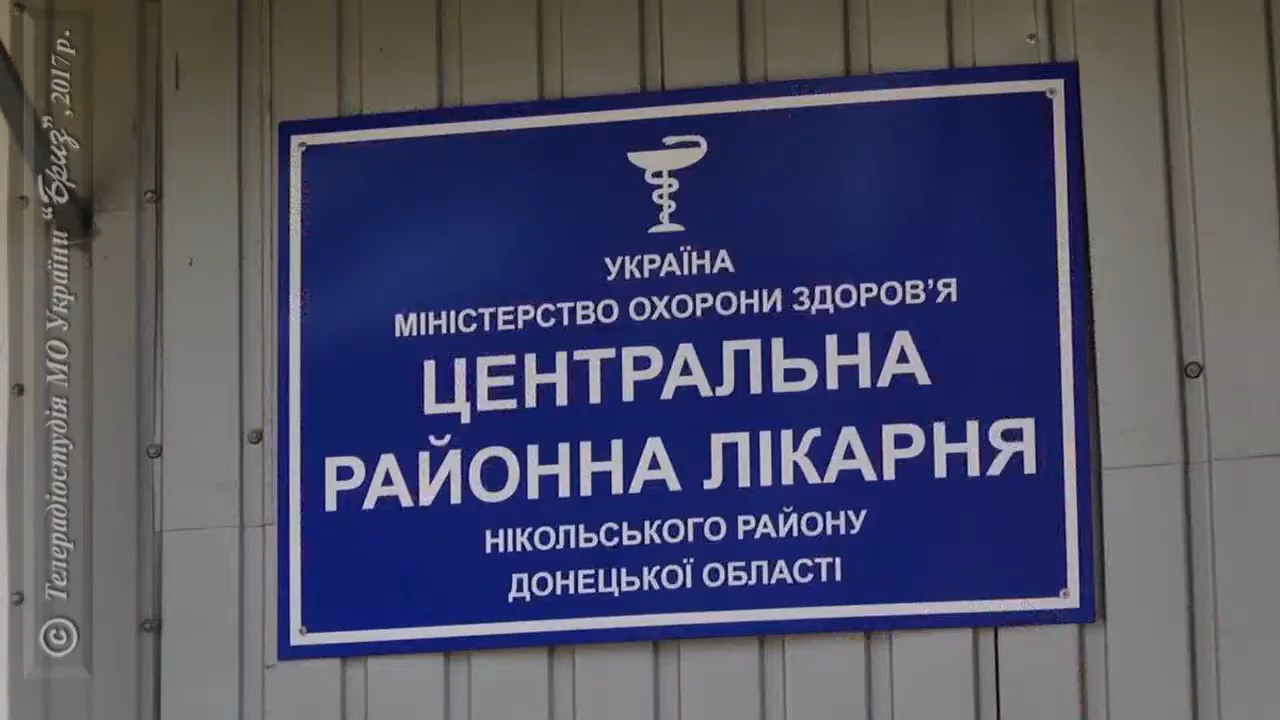 УКРАЇНА
МІНІСТЕРСТВО ОХОРОНИ ЗДОРОВ’Я
ЦЕНТРАЛЬНА
РАЙОННА ЛІКАРНЯ
НІКОЛЬСЬКОГО РАЙОНУ
ДОНЕЦЬКОЇ ОБЛАСТІ
© Телерадіостудія МО України “Бриз”, 2017р.